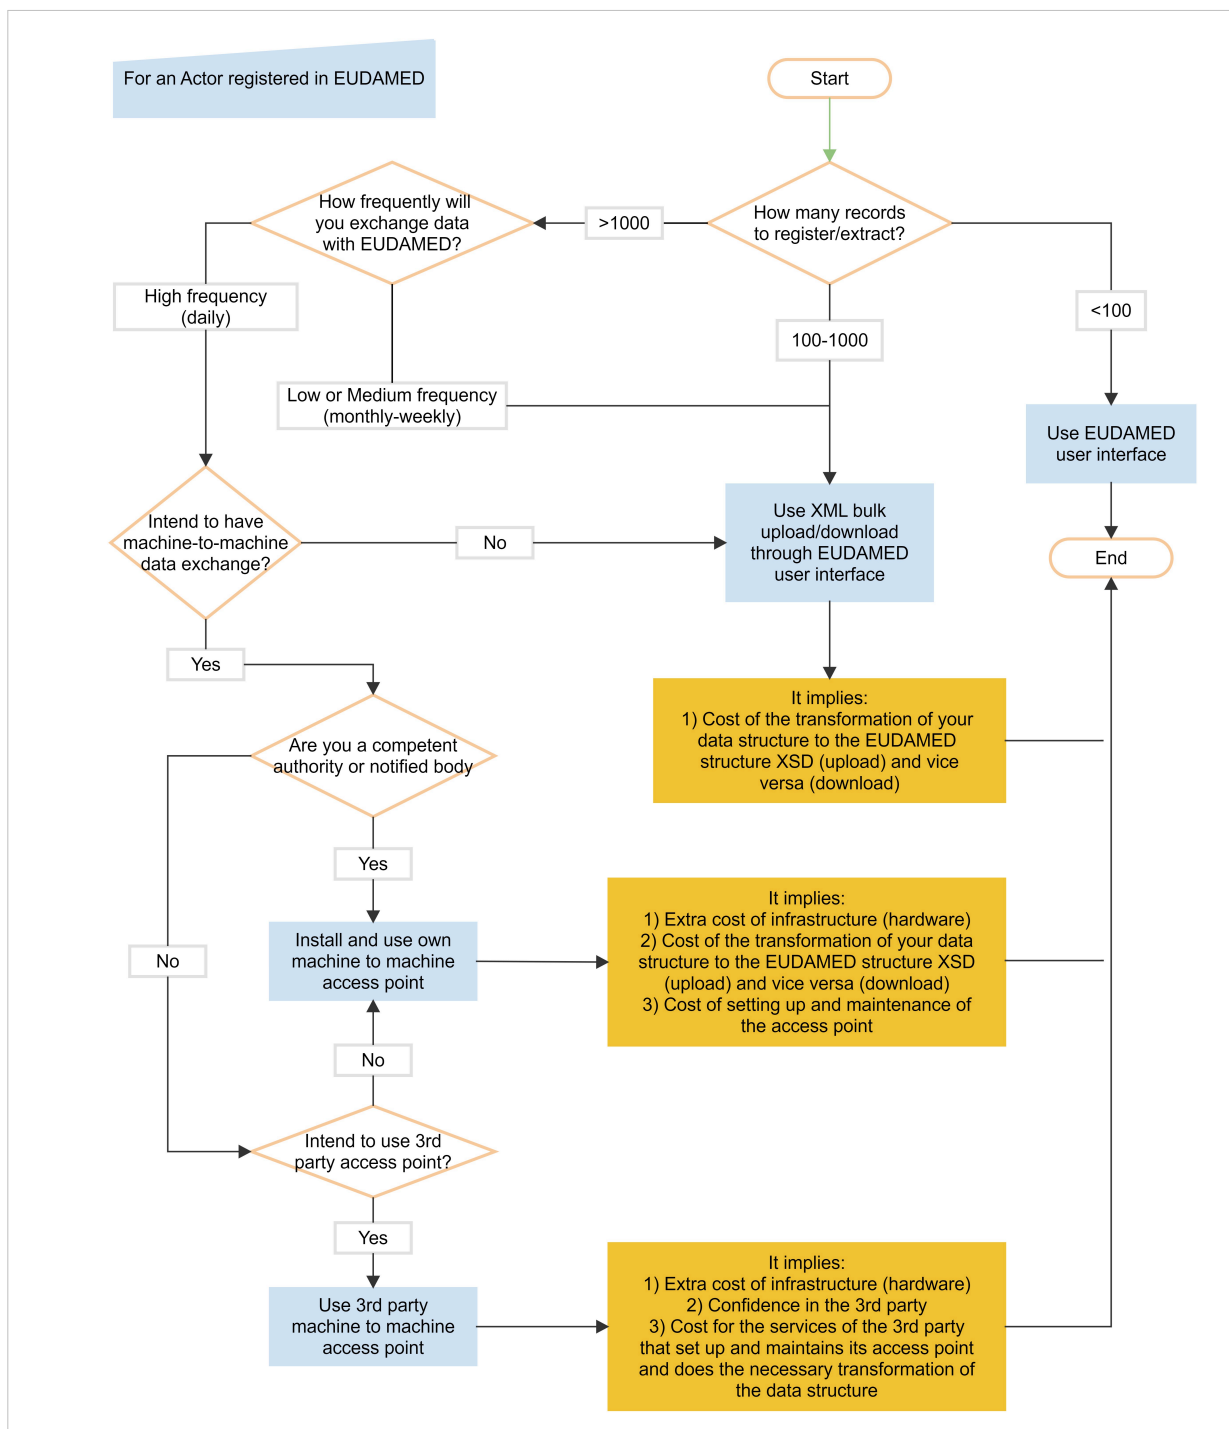 For an Actor registered in EUDAMED
Start
How frequently will
you exchange data
with EUDAMED?
>1000
How many records
to register/extract?
High frequency
(daily)
<100
100-1000
Low or Medium frequency
(monthly-weekly)
Use EUDAMED
user interface
Intend to have
machine-to-machine
data exchange?
No
Use XML bulk
upload/download
through EUDAMED
user interface
End
Yes
It implies:
1) Cost of the transformation of your
data structure to the EUDAMED
structure XSD (upload) and vice
versa (download)
Are you a competent
authority or notified body
Yes
No
Install and use own
machine to machine
access point
It implies:
1) Extra cost of infrastructure (hardware)
2) Cost of the transformation of your data
structure to the EUDAMED structure XSD
(upload) and vice versa (download)
3) Cost of setting up and maintenance of
the access point
No
Intend to use 3rd
party access point?
Yes
Use 3rd party
machine to machine
access point
It implies:
1) Extra cost of infrastructure (hardware)
2) Confidence in the 3rd party
3) Cost for the services of the 3rd party
that set up and maintains its access point
and does the necessary transformation of
the data structure